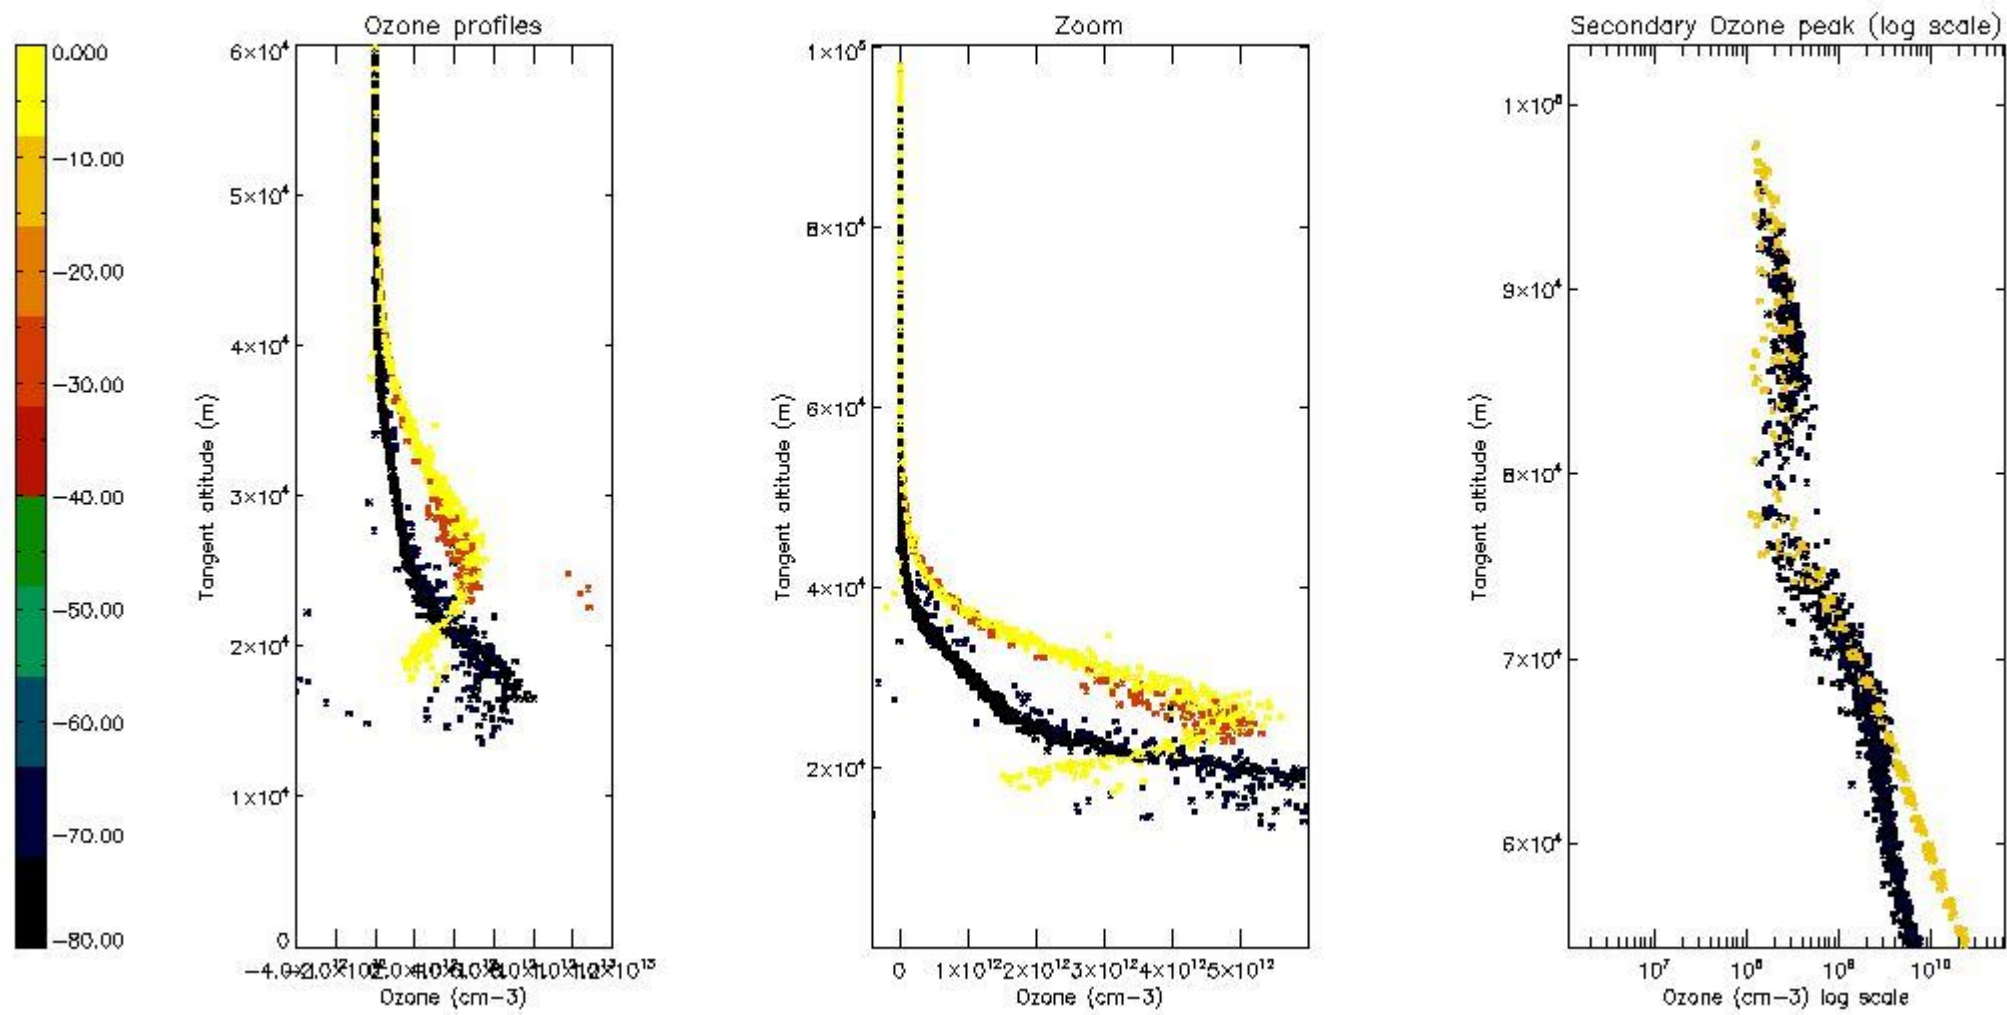 Ozone profiles
Zoom
Secondary Ozone peak (log scale)
0.000
−10.00
−20.00
−30.00
−40.00
−50.00
−60.00
−70.00
−80.00
6×10⁴
5×10⁴
4×10⁴
3×10⁴
2×10⁴
1×10⁴
0
Tangent altitude (m)
Ozone (cm−3)
1×10⁵
8×10⁴
6×10⁴
4×10⁴
2×10⁴
Tangent altitude (m)
0 1×10¹² 2×10¹² 3×10¹² 4×10¹² 5×10¹²
Ozone (cm−3)
9×10⁴
8×10⁴
7×10⁴
6×10⁴
Tangent altitude (m)
10⁷ 10⁸ 10⁹ 10¹⁰
Ozone (cm−3) log scale